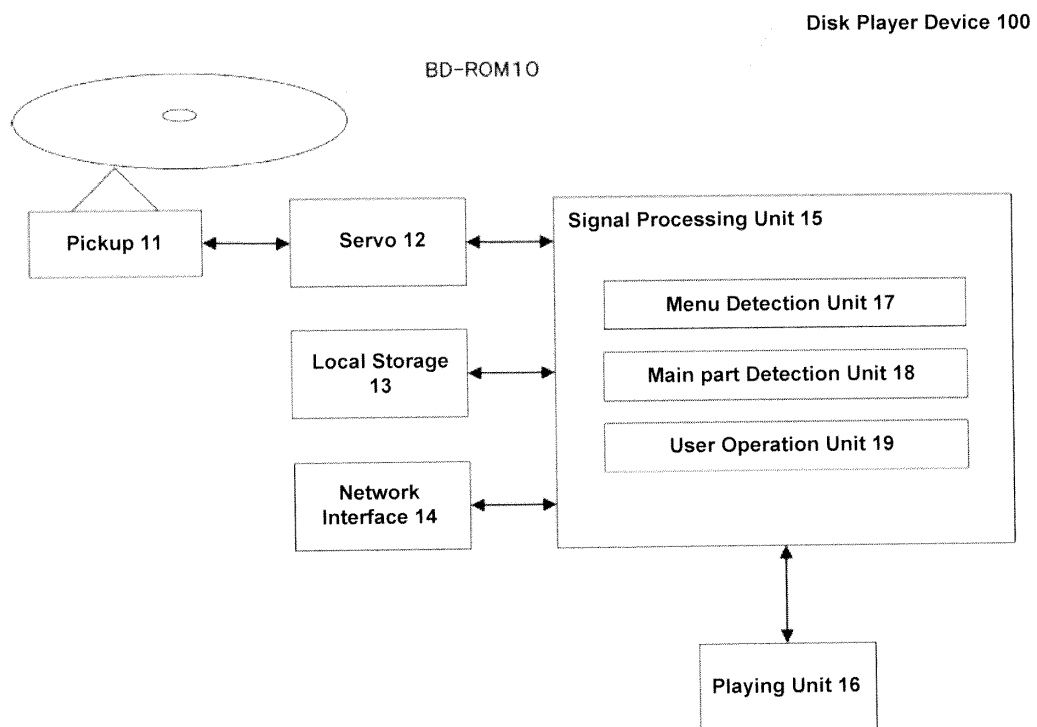 Disk Player Device 100
BD-ROM10
Pickup 11
Servo 12
Signal Processing Unit 15
Menu Detection Unit 17
Local Storage
13
Main part Detection Unit 18
User Operation Unit 19
Network
Interface 14
Playing Unit 16